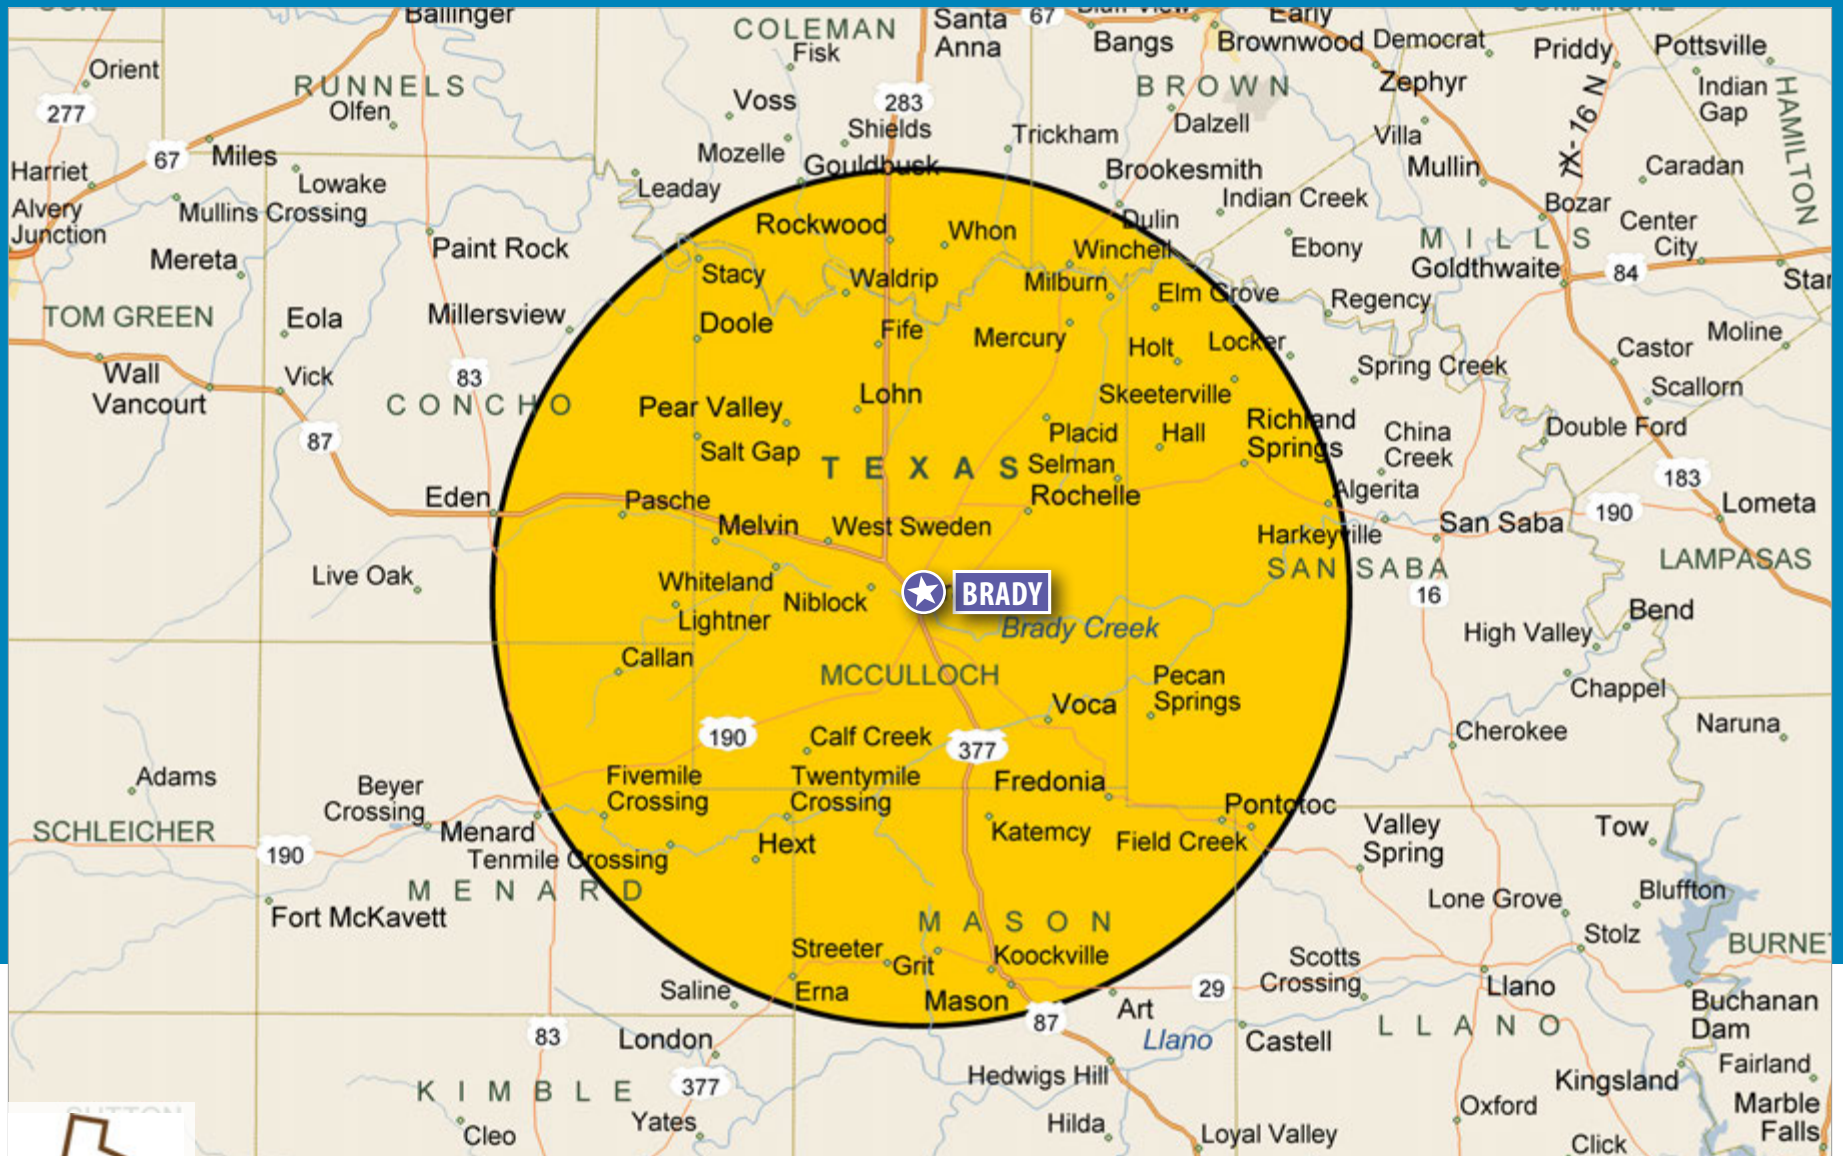 Ballinger
COLEMAN
Santa
Anna
67
Bluff View
Early
COMANCHE
Fisk
Bangs
Brownwood
Democrat
Priddy
Pottsville
Orient
RUNNELS
Olfen
Voss
283
BROWN
Zephyr
TX- 16 N
Indian
Gap
HAMILTON
277
Shields
Trickham
Dalzell
Villa
67
Miles
Mozelle
Gouldbusk
Brookesmith
Mullin
Caradan
Harriet
Lowake
Leaday
Indian Creek
Bozar
Alvery
Junction
Mullins Crossing
Rockwood
Whon
Dulin
Center
City
Paint Rock
Winchell
Ebony
MILLS
Mereta
Stacy
Waldrip
Milburn
Elm Grove
Goldthwaite
84
Star
Regency
TOM GREEN
Eola
Millersview
Doole
Fife
Mercury
Holt
Locker
Moline
Castor
Wall
Vick
83
Spring Creek
Vancourt
CONCHO
Pear Valley
Lohn
Skeeterville
Scallorn
87
Salt Gap
Placid
Hall
Richland
Springs
China
Creek
Double Ford
TEXAS
Selman
183
Eden
Pasche
Rochelle
Algerita
190
Lometa
Melvin
West Sweden
Harkeyville
San Saba
Live Oak
Whiteland
Niblock
BRADY
SAN SABA
LAMPASAS
Lightner
Brady Creek
16
Bend
High Valley
Callan
MCCULLOCH
Pecan
Springs
Chappel
Voca
190
Calf Creek
377
Cherokee
Naruna
Adams
Beyer
Crossing
Fivemile
Crossing
Twentymile
Crossing
Fredonia
Pontotoc
SCHLEICHER
Menard
Katemcy
Field Creek
Valley
Spring
Tow
190
Tenmile Crossing
Hext
MENARD
Lone Grove
Bluffton
Fort McKavett
MASON
Stolz
BURNET
Streeter
Grit
Koockville
Scotts
Crossing
Saline
Erna
Mason
Art
29
Llano
Buchanan
Dam
83
London
87
Llano
Castell
LLANO
Hedwigs Hill
Fairland
KIMBLE
377
Kingsland
SUTTON
Cleo
Yates
Hilda
Loyal Valley
Oxford
Marble
Falls
Click